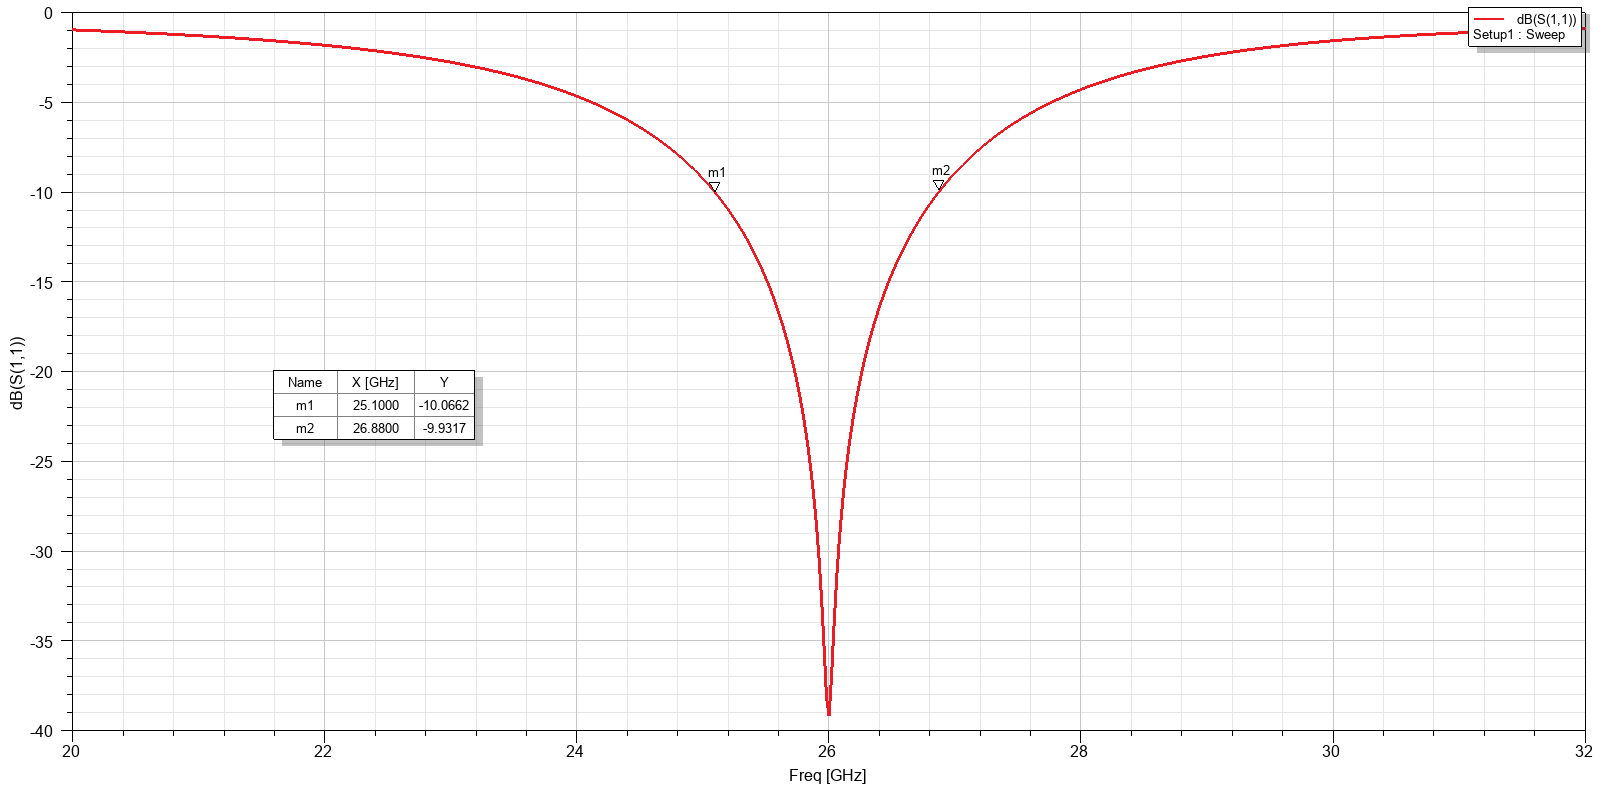 dB(S(1,1))
Setup1 : Sweep
0
-5
-10
-15
-20
-25
-30
-35
-40
dB(S(1,1))
m1
m2
Name X [GHz] Y
m1 25.1000 -10.0662
m2 26.8800 -9.9317
20 22 24 26 28 30 32
Freq [GHz]